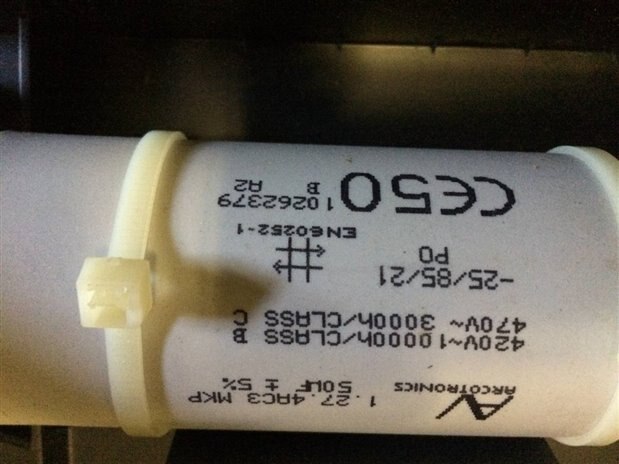 1.27.4AC3 MKP
ARCOTRONICS 50UF ± 5%
420V~10000h/CLASS B
470V~ 3000h/CLASS C
-25/85/21
P0
EN60252-1
CE50 10262379
B A2